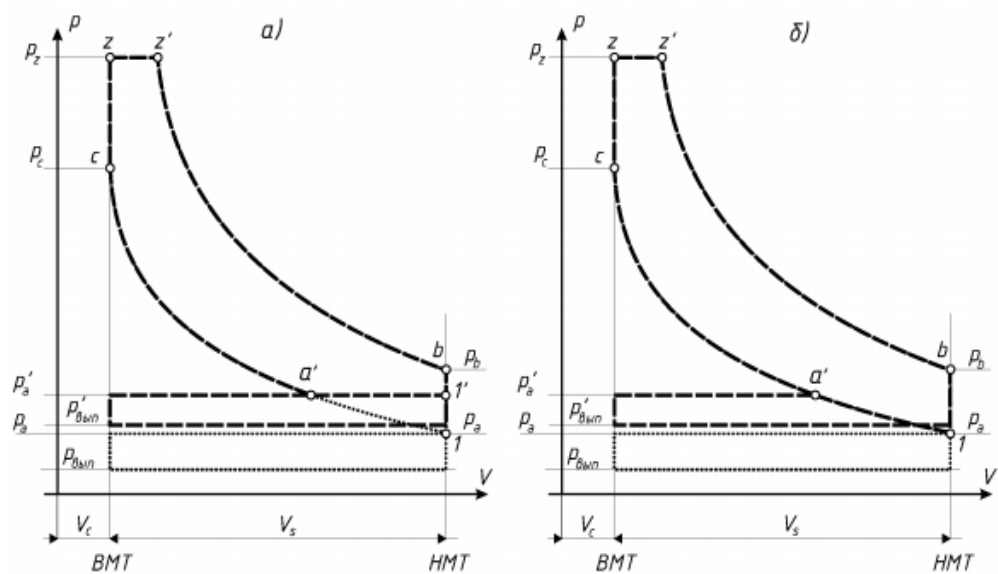 p
а)
p
б)
z
z'
z
z'
p_z
p_z
p_c
c
p_c
c
b
p_b
b
p_b
p_a'
a'
1'
p_a'
a'
p'_вып
p'_вып
p_a
p_a
1
p_a
p_a
1
p_вып
p_вып
V
V
V_c
V_s
V_c
V_s
ВМТ
НМТ
ВМТ
НМТ